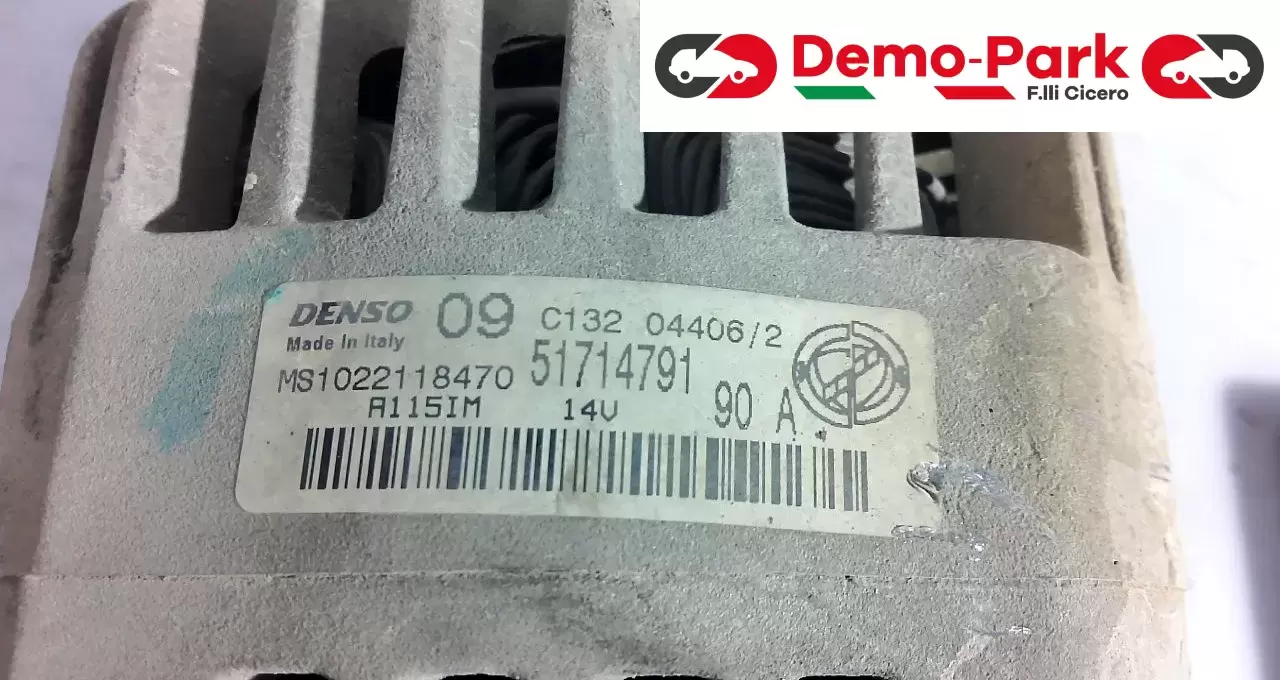 Demo-Park
F.lli Cicero
DENSO 09 C132 04406/2
Made in Italy
MS1022118470 51714791
A115IM 14V 90 A